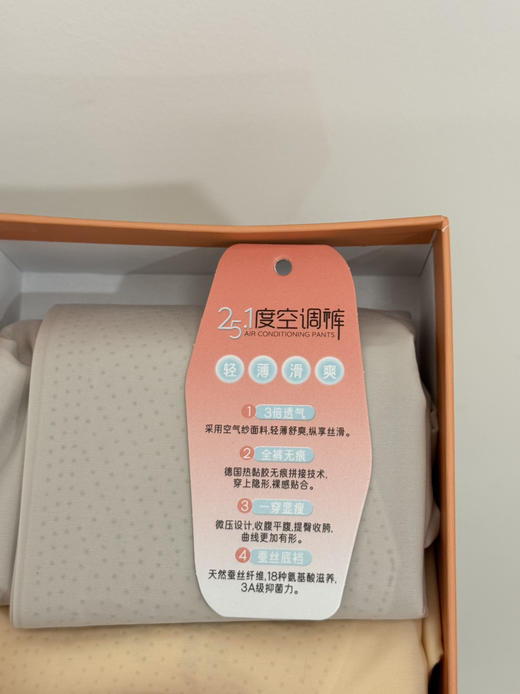 25.1度空调裤
AIR CONDITIONING PANTS
轻 薄 滑 爽
1 3倍透气
采用空气纱面料,轻薄舒爽,纵享丝滑。
2 全裤无痕
德国热黏胶无痕拼接技术,
穿上隐形,裸感贴合。
3 一穿显瘦
微压设计,收腹平腹,提臀收胯,
曲线更加有形。
4 蚕丝底裆
天然蚕丝纤维,18种氨基酸滋养,
3A级抑菌力。